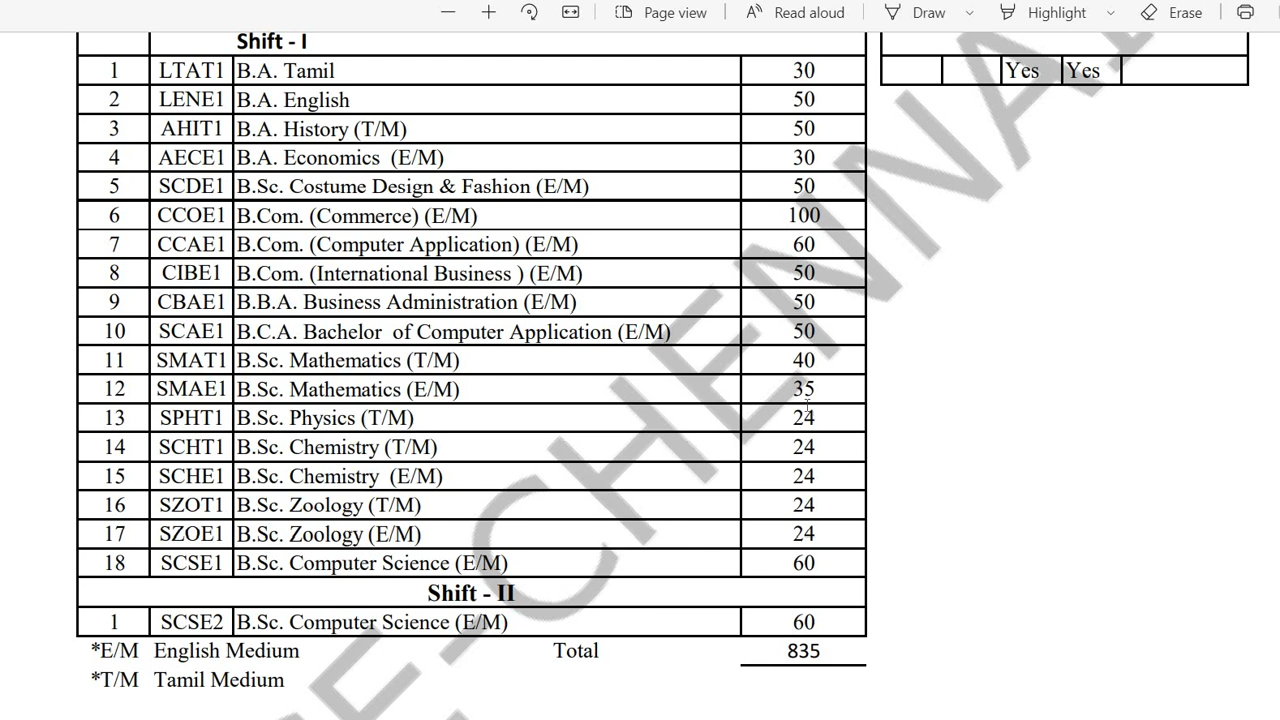 Page view Read aloud Draw Highlight Erase
Shift - I
1 LTAT1 B.A. Tamil 30
2 LENE1 B.A. English 50
3 AHIT1 B.A. History (T/M) 50
4 AECE1 B.A. Economics (E/M) 30
5 SCDE1 B.Sc. Costume Design & Fashion (E/M) 50
6 CCOE1 B.Com. (Commerce) (E/M) 100
7 CCAE1 B.Com. (Computer Application) (E/M) 60
8 CIBE1 B.Com. (International Business ) (E/M) 50
9 CBAE1 B.B.A. Business Administration (E/M) 50
10 SCAE1 B.C.A. Bachelor of Computer Application (E/M) 50
11 SMAT1 B.Sc. Mathematics (T/M) 40
12 SMAE1 B.Sc. Mathematics (E/M) 35
13 SPHT1 B.Sc. Physics (T/M) 24
14 SCHT1 B.Sc. Chemistry (T/M) 24
15 SCHE1 B.Sc. Chemistry (E/M) 24
16 SZOT1 B.Sc. Zoology (T/M) 24
17 SZOE1 B.Sc. Zoology (E/M) 24
18 SCSE1 B.Sc. Computer Science (E/M) 60
Shift - II
1 SCSE2 B.Sc. Computer Science (E/M) 60
*E/M English Medium Total 835
*T/M Tamil Medium
Yes Yes
E-CHENNAI